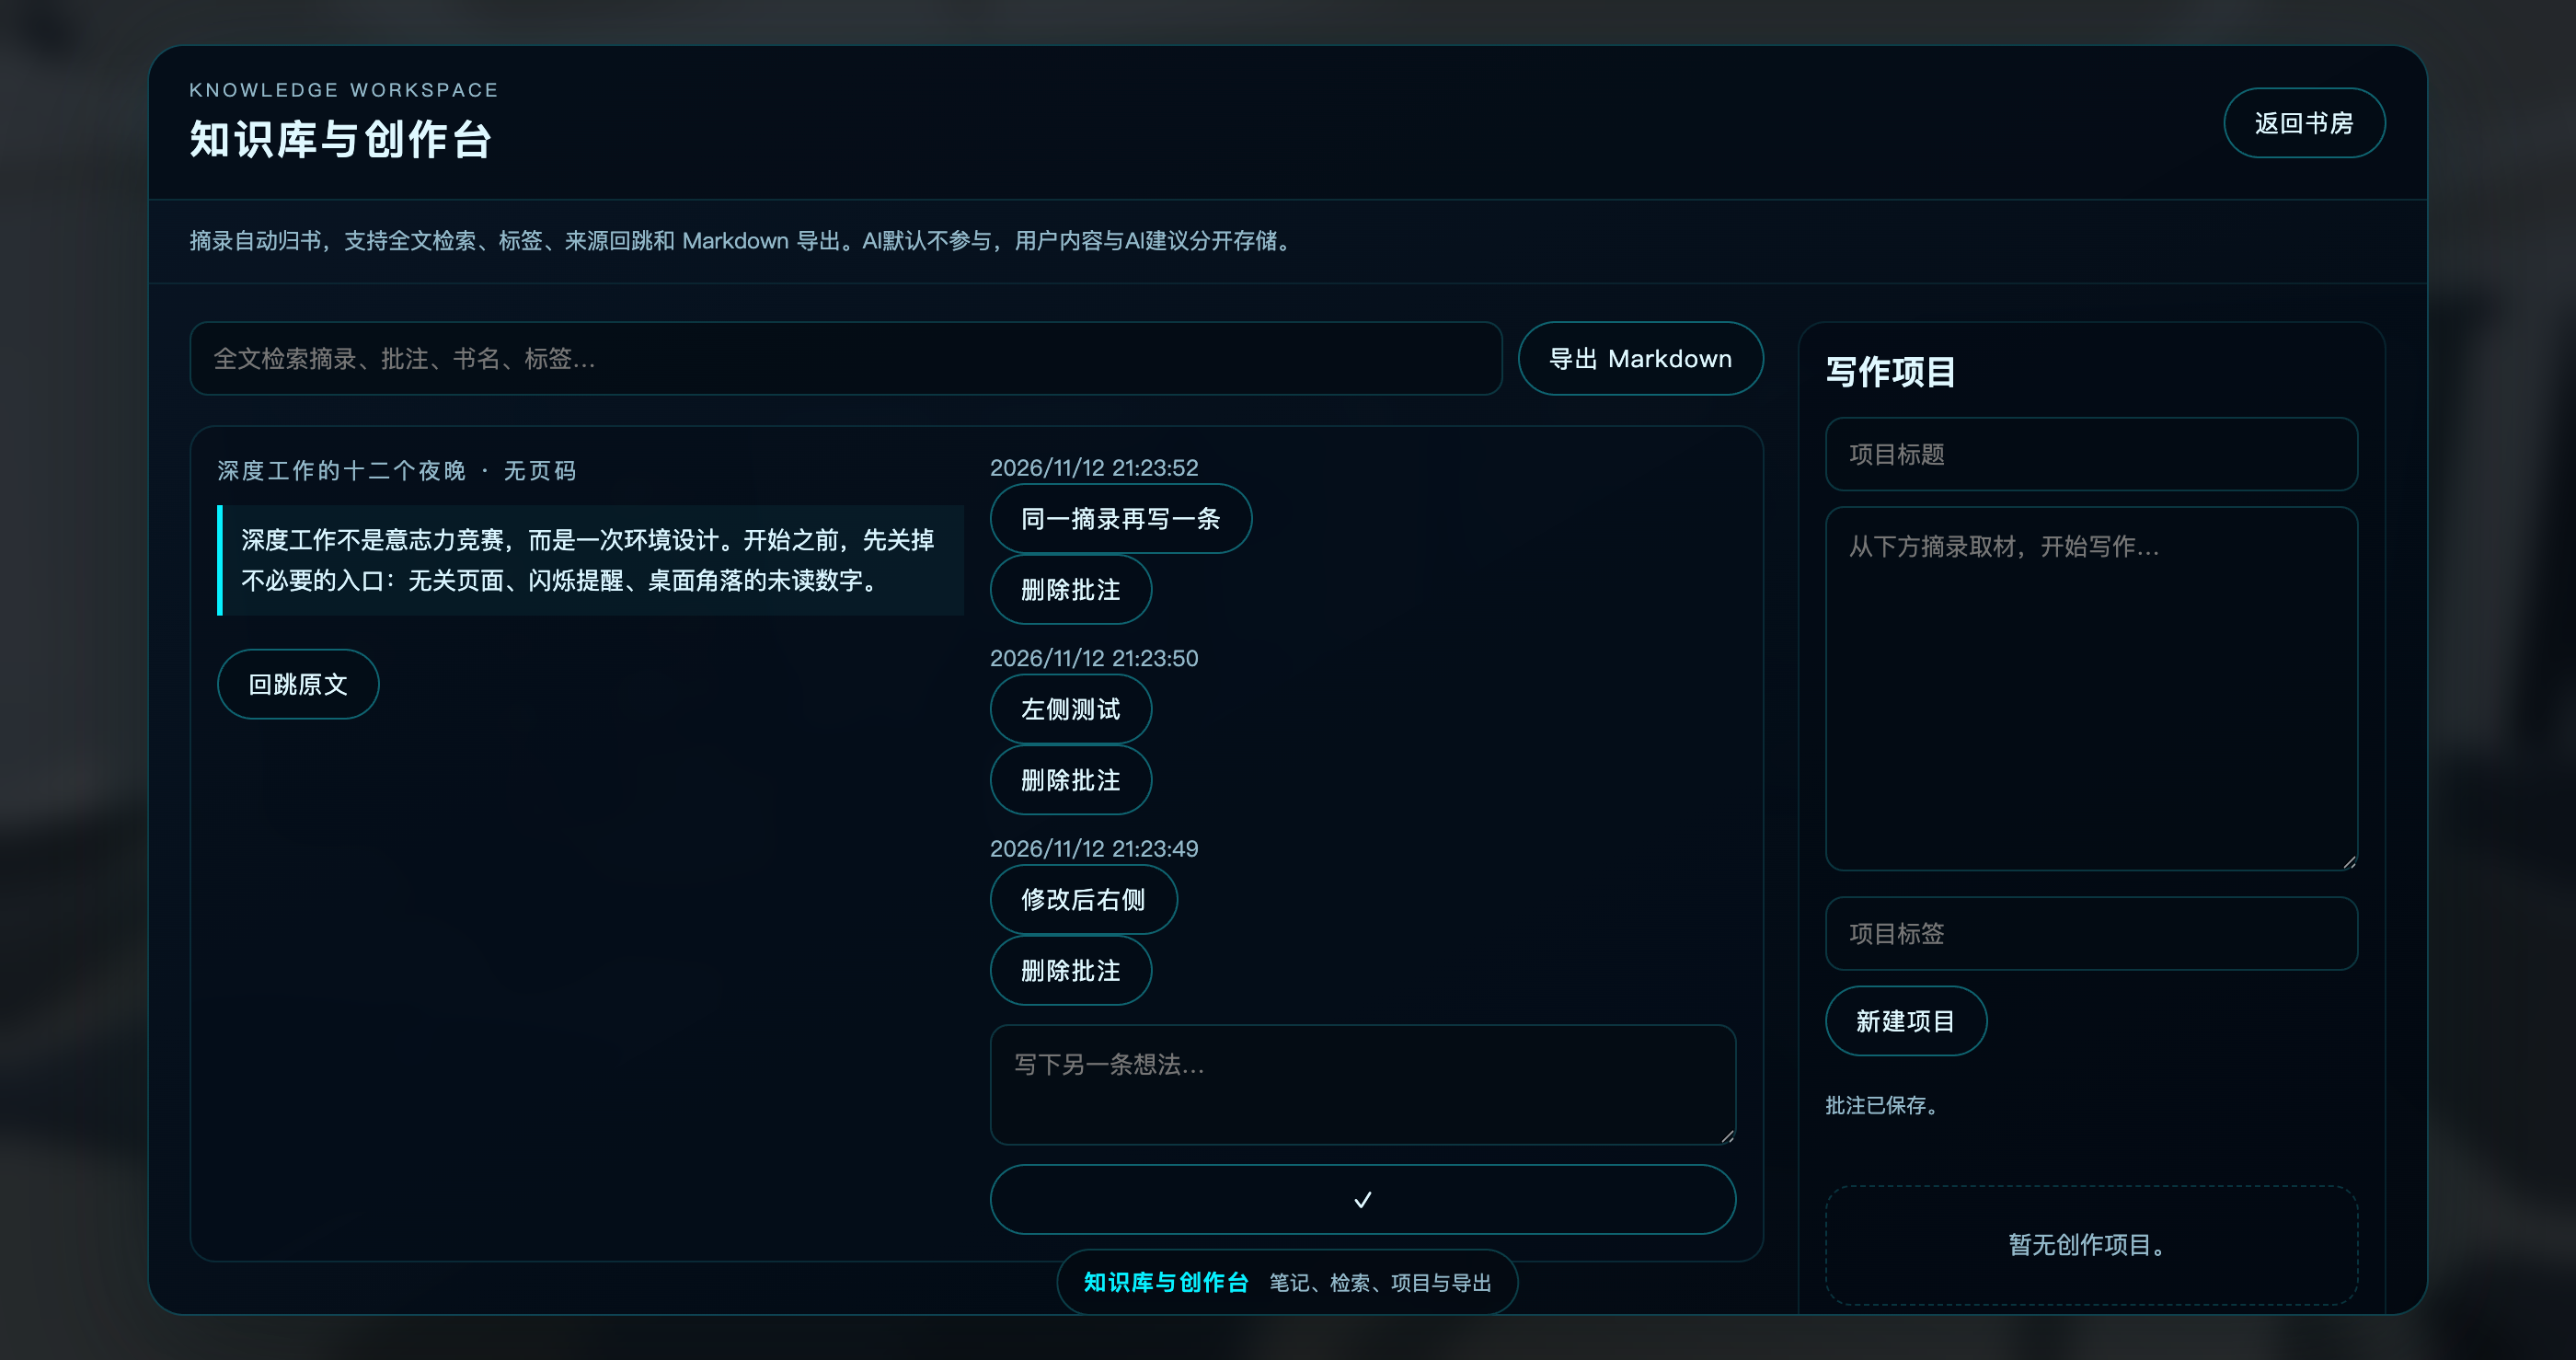 KNOWLEDGE WORKSPACE
知识库与创作台
返回书房
摘录自动归书，支持全文检索、标签、来源回跳和 Markdown 导出。AI默认不参与，用户内容与AI建议分开存储。
全文检索摘录、批注、书名、标签…
导出 Markdown
深度工作的十二个夜晚 · 无页码
深度工作不是意志力竞赛，而是一次环境设计。开始之前，先关掉
不必要的入口：无关页面、闪烁提醒、桌面角落的未读数字。
回跳原文
2026/11/12 21:23:52
同一摘录再写一条
删除批注
2026/11/12 21:23:50
左侧测试
删除批注
2026/11/12 21:23:49
修改后右侧
删除批注
写下另一条想法…
✓
写作项目
项目标题
从下方摘录取材，开始写作…
项目标签
新建项目
批注已保存。
暂无创作项目。
知识库与创作台 笔记、检索、项目与导出